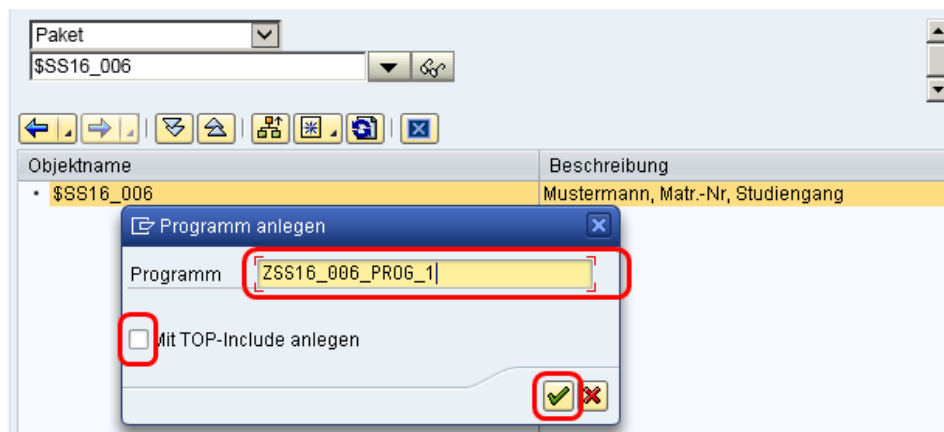 Paket
$SS16_006
Objektname Beschreibung
$SS16_006 Mustermann, Matr.-Nr, Studiengang
Programm anlegen
Programm ZSS16_006_PROG_1
Mit TOP-Include anlegen